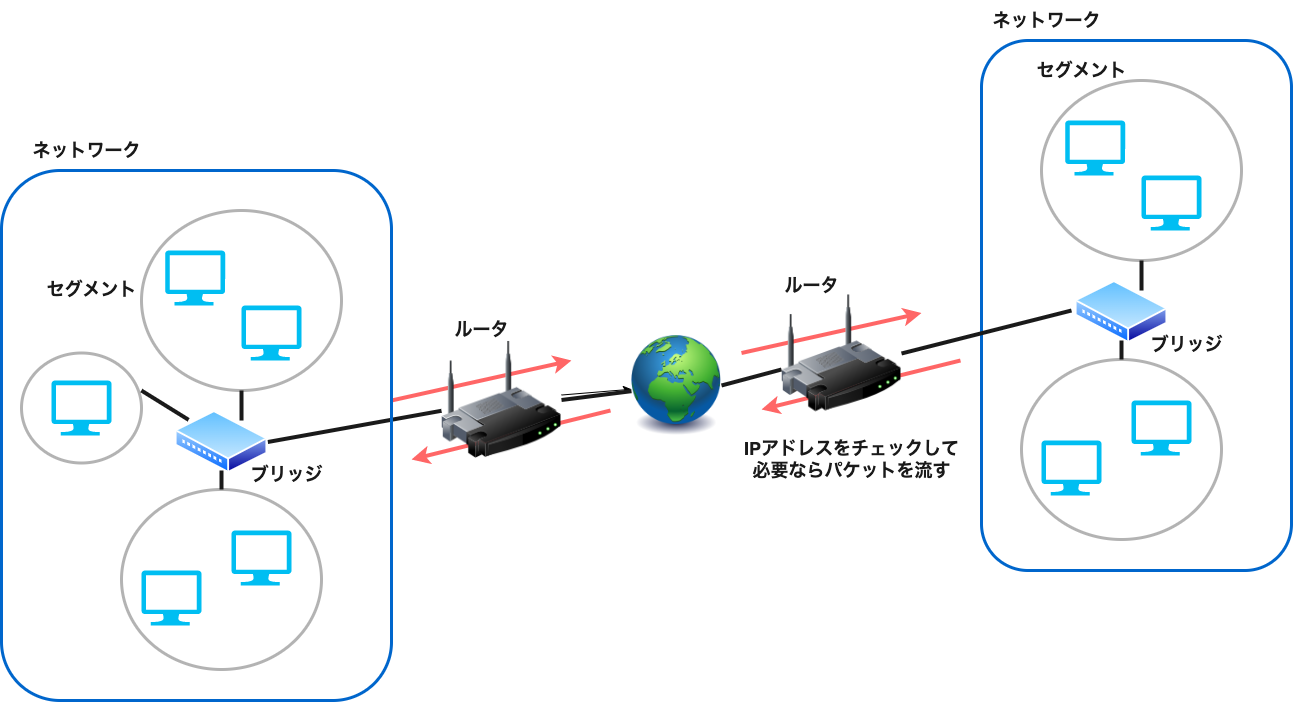 ネットワーク
セグメント
ネットワーク
セグメント
ルータ
ルータ
ブリッジ
IPアドレスをチェックして
必要ならパケットを流す
ブリッジ